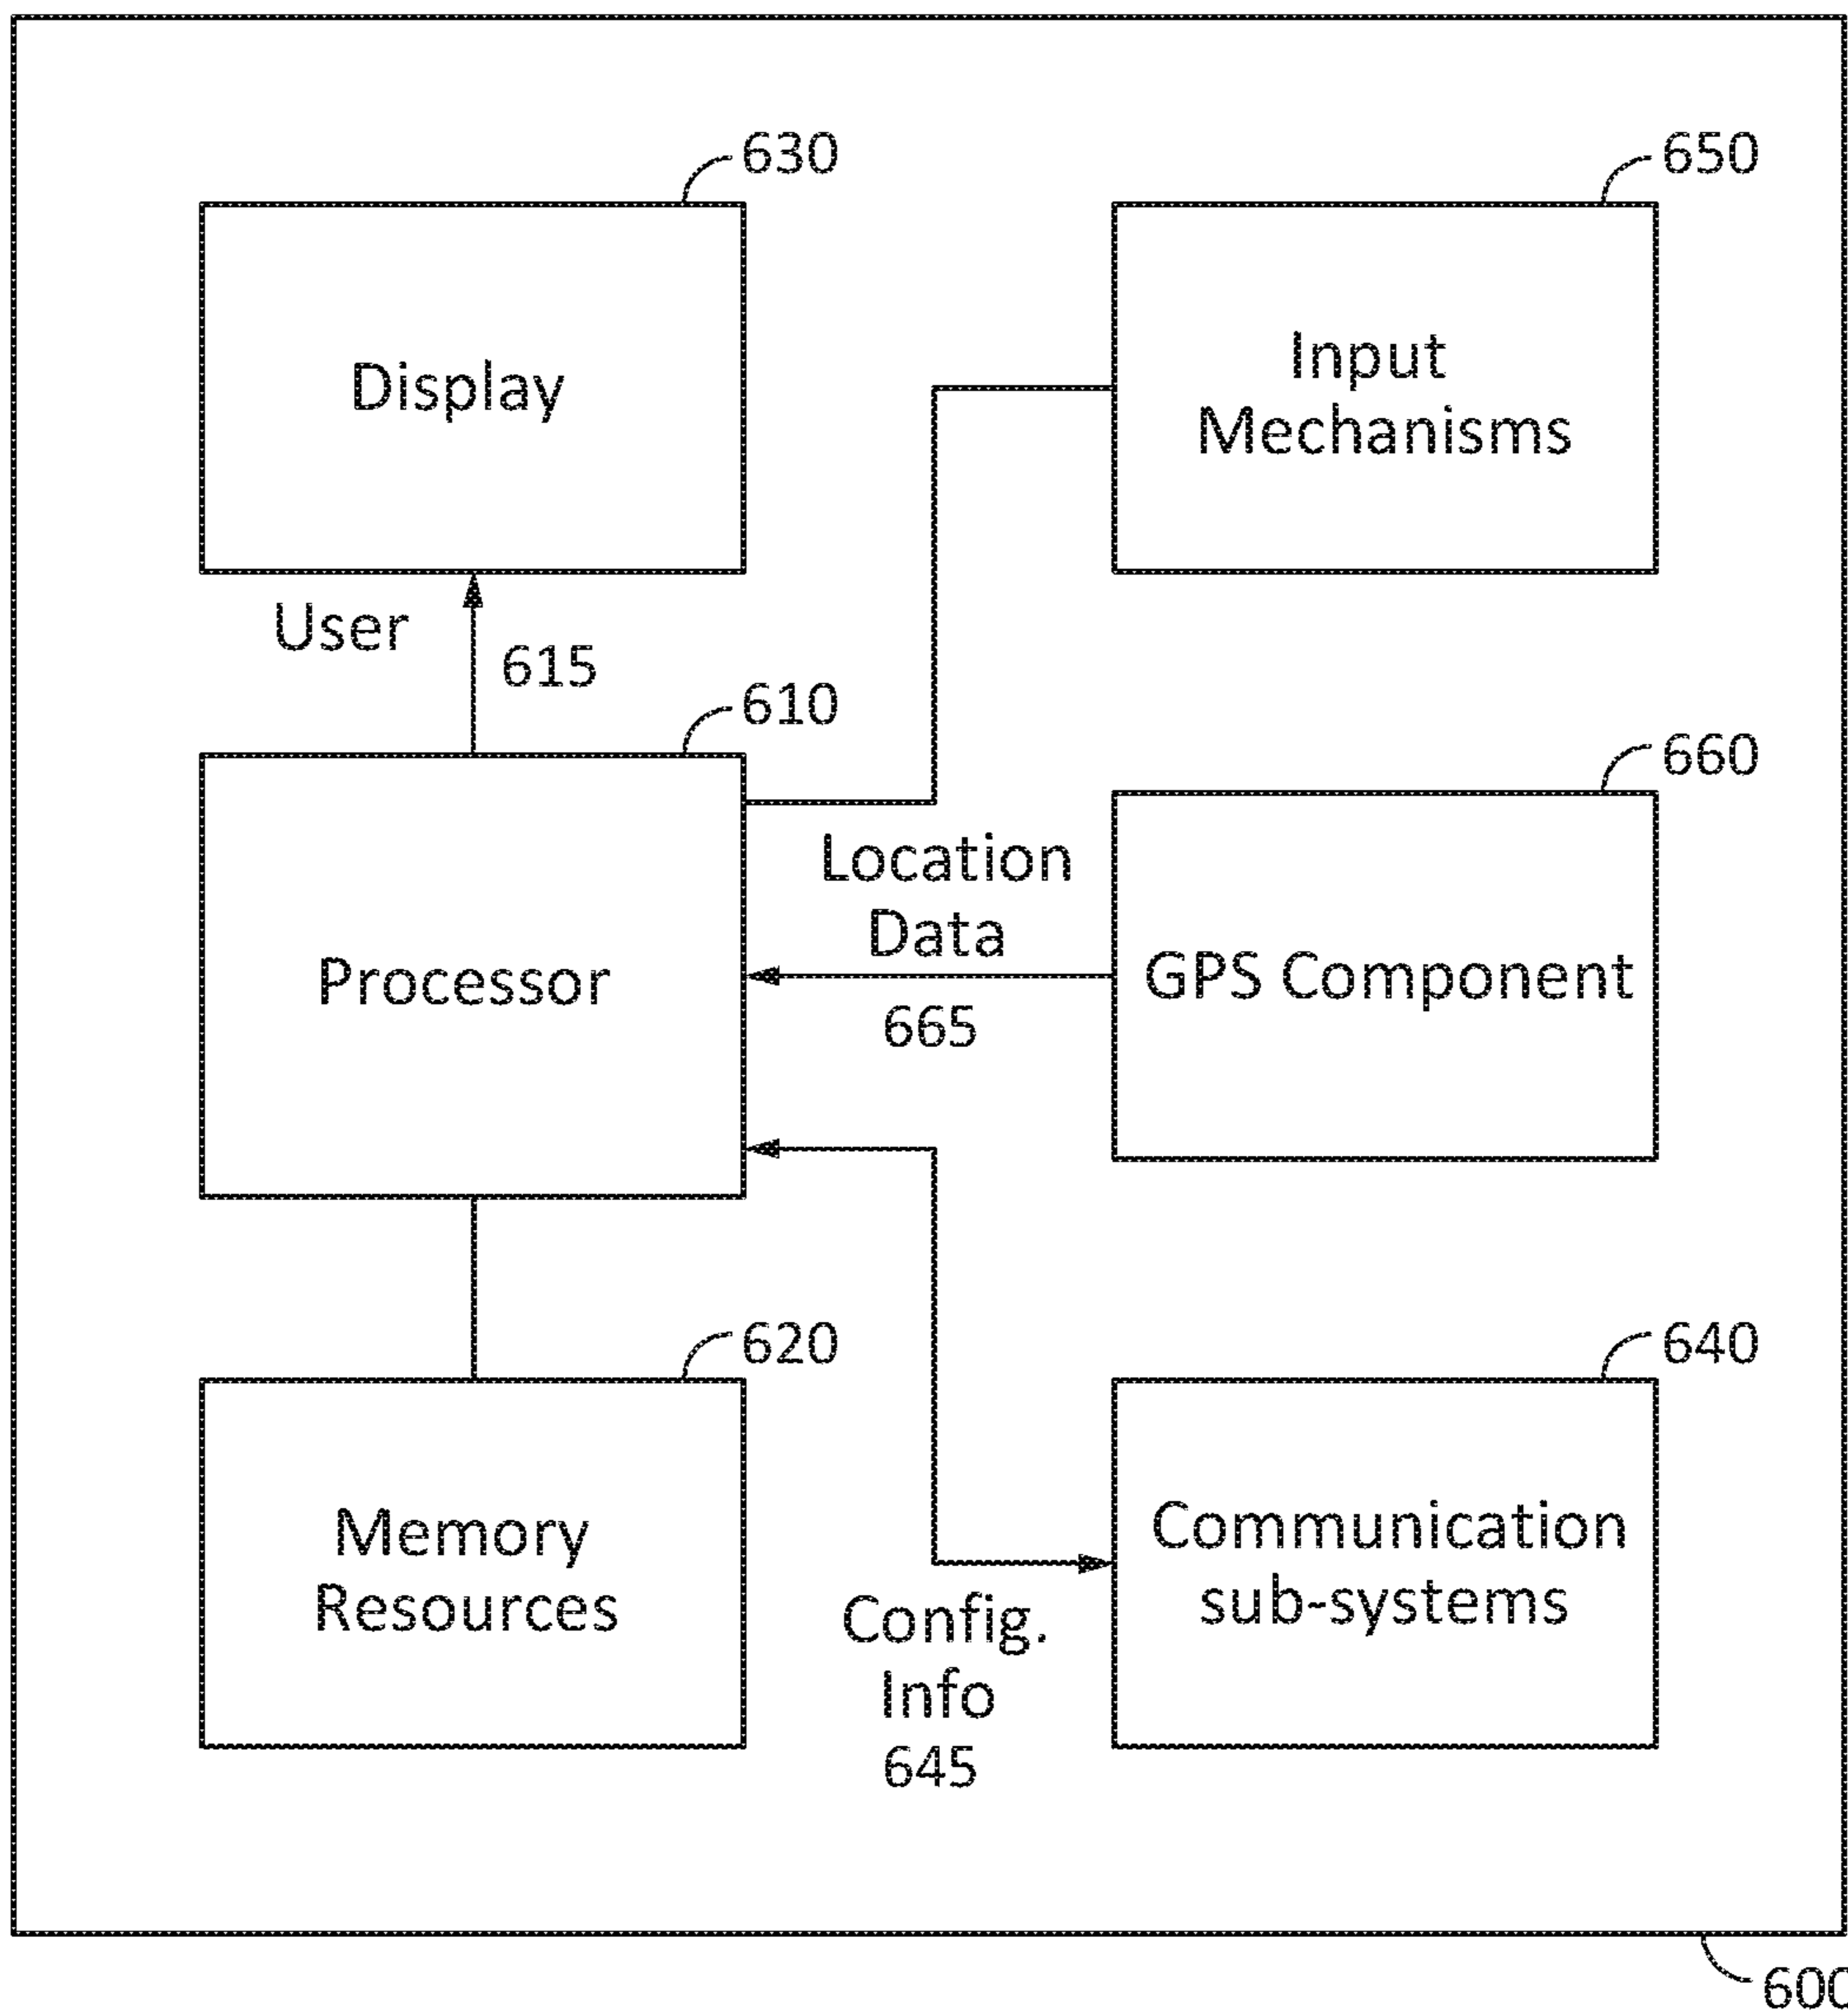 630
650
Display
Input
Mechanisms
User
615
610
660
Processor
Location
Data
665
GPS Component
620
640
Memory
Resources
Communication
sub-systems
Config.
Info
645
600